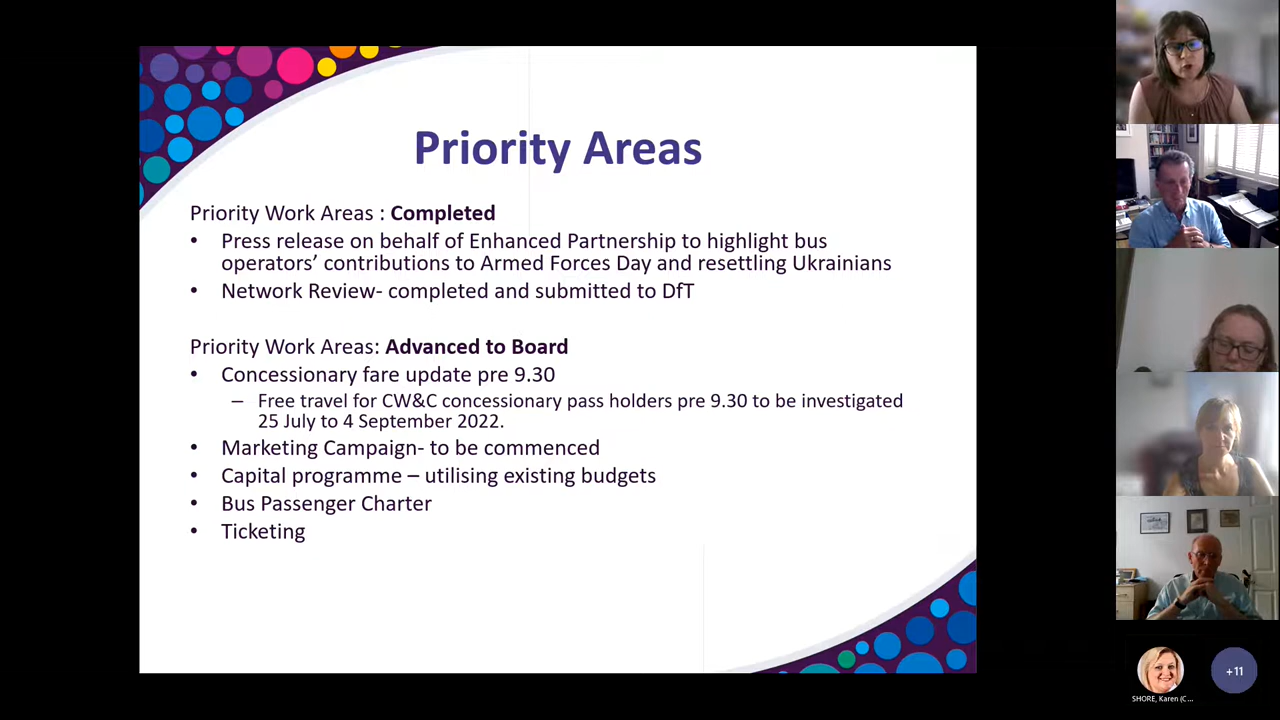 Priority Areas
Priority Work Areas : Completed
• Press release on behalf of Enhanced Partnership to highlight bus
operators’ contributions to Armed Forces Day and resettling Ukrainians
• Network Review- completed and submitted to DfT
Priority Work Areas: Advanced to Board
• Concessionary fare update pre 9.30
– Free travel for CW&C concessionary pass holders pre 9.30 to be investigated
25 July to 4 September 2022.
• Marketing Campaign- to be commenced
• Capital programme – utilising existing budgets
• Bus Passenger Charter
• Ticketing
+11
SHORE, Karen (C...